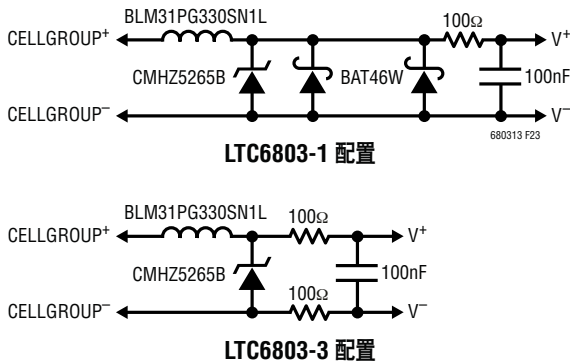 BLM31PG330SN1L
100Ω
CELLGROUP+
V+
CMHZ5265B
BAT46W
100nF
CELLGROUP−
V−
680313 F23
LTC6803-1 配置
BLM31PG330SN1L
100Ω
CELLGROUP+
V+
CMHZ5265B
100nF
100Ω
CELLGROUP−
V−
LTC6803-3 配置